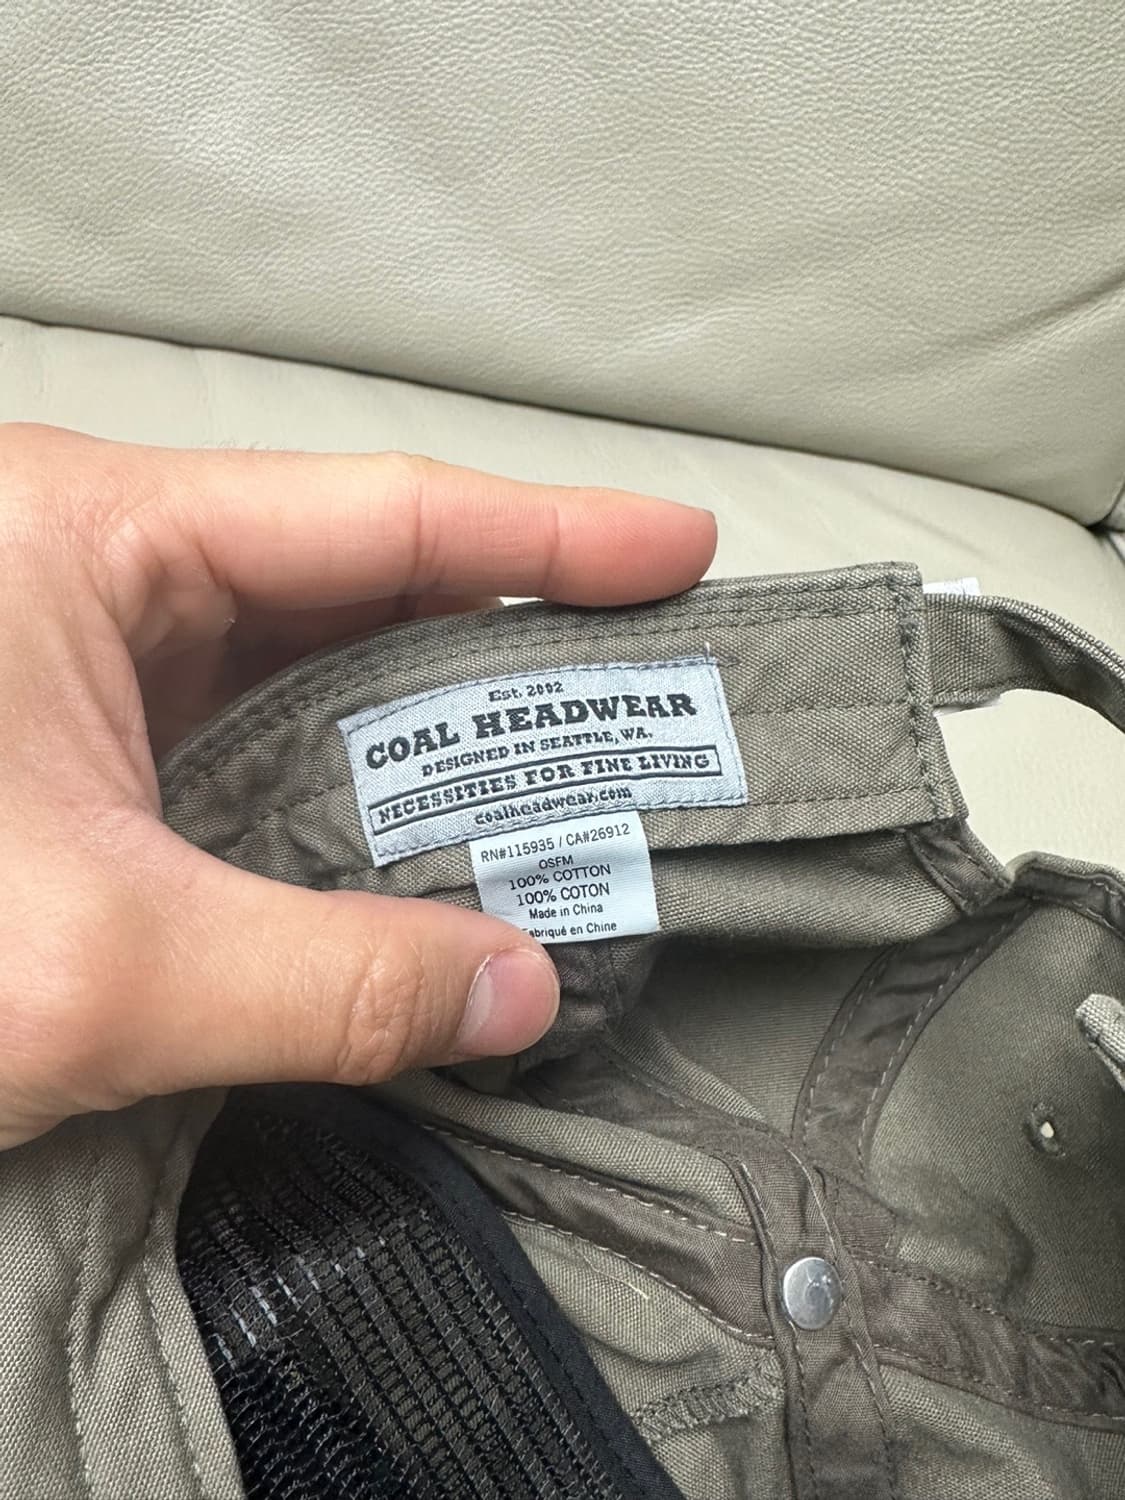 Est. 2002
COAL HEADWEAR
DESIGNED IN SEATTLE, WA.
NECESSITIES FOR FINE LIVING
coalheadwear.com
RN#115935 / CA#26912
OSFM
100% COTTON
100% COTON
Made in China
abriqué en Chine